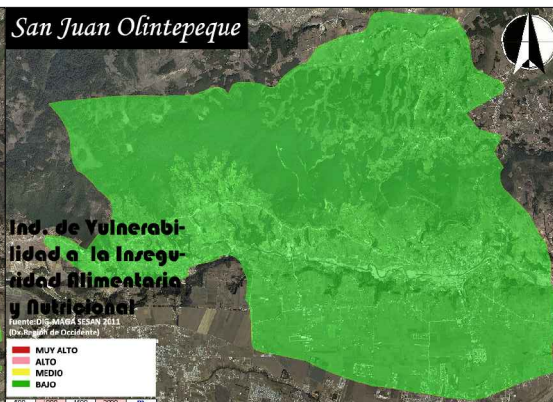 San Juan Olintepeque
Ind. de Vulnerabi-
lidad a la Insegu-
ridad Alimentaria
y Nutricional
Fuente:DIG-MAGA SESAN 2011
(Dx Región de Occidente)
MUY ALTO
ALTO
MEDIO
BAJO